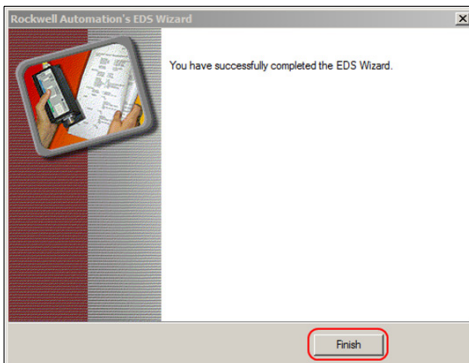 Rockwell Automation's EDS Wizard
You have successfully completed the EDS Wizard.
Finish